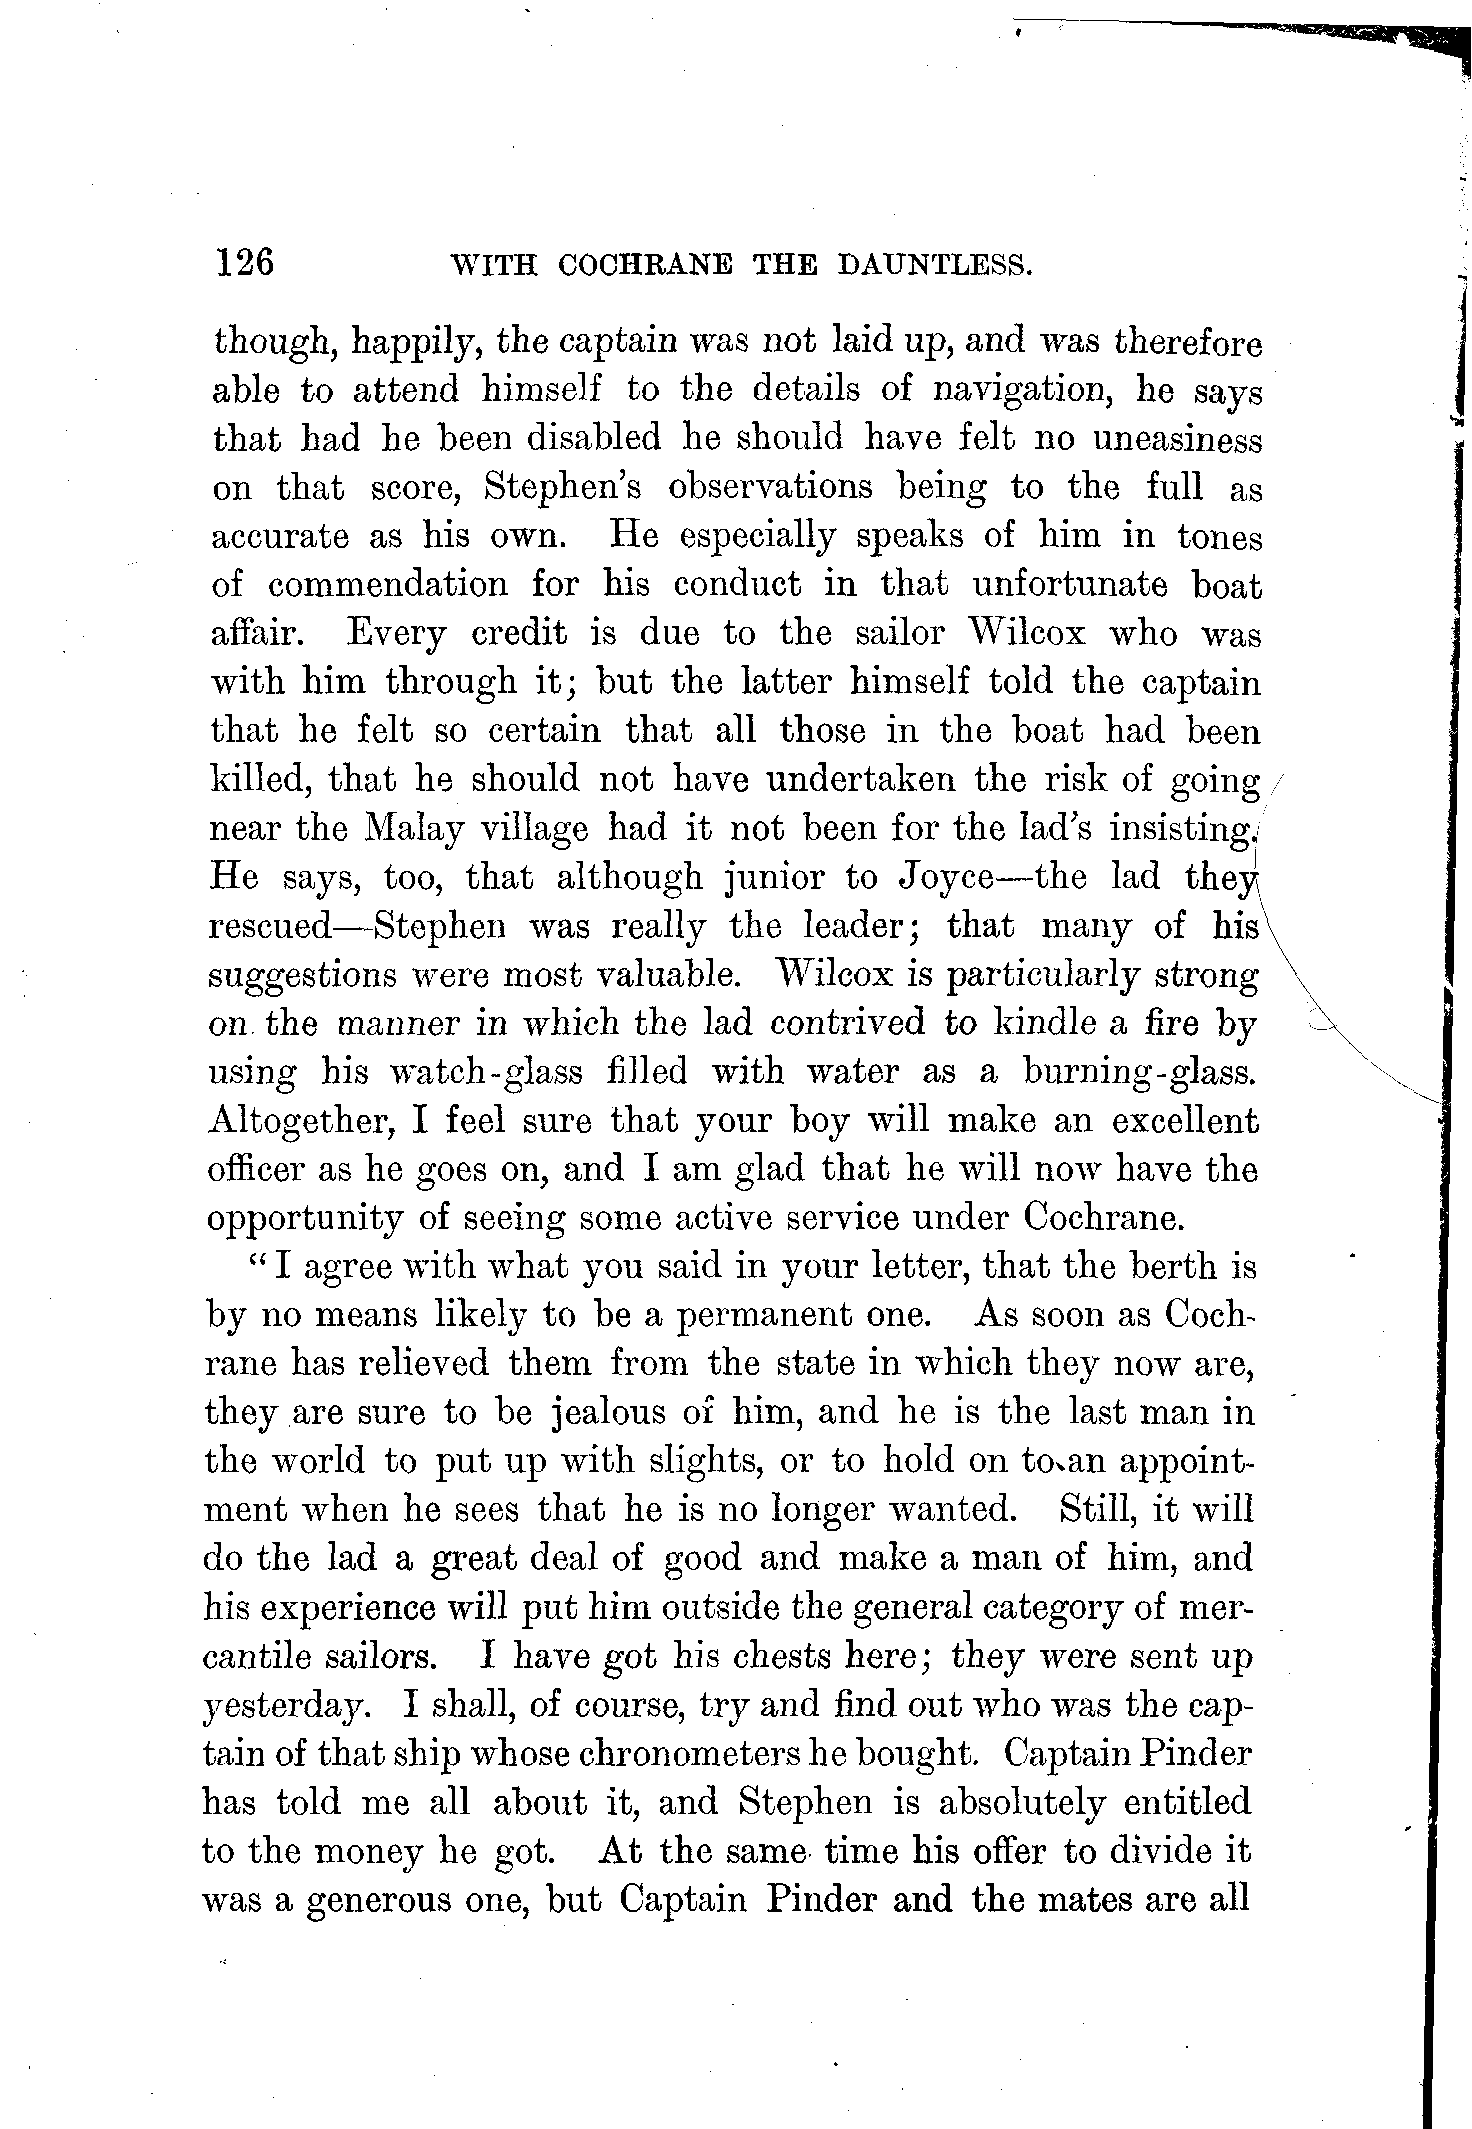 126 WITH COCHRANE THE DAUNTLESS.
though, happily, the captain was not laid up, and was therefore
able to attend himself to the details of navigation, he says
that had he been disabled he should have felt no uneasiness
on that score, Stephen's observations being to the full as
accurate as his own. He especially speaks of him in tones
of commendation for his conduct in that unfortunate boat
affair. Every credit is due to the sailor Wilcox who was
with him through it; but the latter himself told the captain
that he felt so certain that all those in the boat had been
killed, that he should not have undertaken the risk of going
near the Malay village had it not been for the lad's insisting.
He says, too, that although junior to Joyce—the lad they
rescued—Stephen was really the leader; that many of his
suggestions were most valuable. Wilcox is particularly strong
on the manner in which the lad contrived to kindle a fire by
using his watch-glass filled with water as a burning-glass.
Altogether, I feel sure that your boy will make an excellent
officer as he goes on, and I am glad that he will now have the
opportunity of seeing some active service under Cochrane.
"I agree with what you said in your letter, that the berth is
by no means likely to be a permanent one. As soon as Coch-
rane has relieved them from the state in which they now are,
they are sure to be jealous of him, and he is the last man in
the world to put up with slights, or to hold on to an appoint-
ment when he sees that he is no longer wanted. Still, it will
do the lad a great deal of good and make a man of him, and
his experience will put him outside the general category of mer-
cantile sailors. I have got his chests here; they were sent up
yesterday. I shall, of course, try and find out who was the cap-
tain of that ship whose chronometers he bought. Captain Pinder
has told me all about it, and Stephen is absolutely entitled
to the money he got. At the same time his offer to divide it
was a generous one, but Captain Pinder and the mates are all